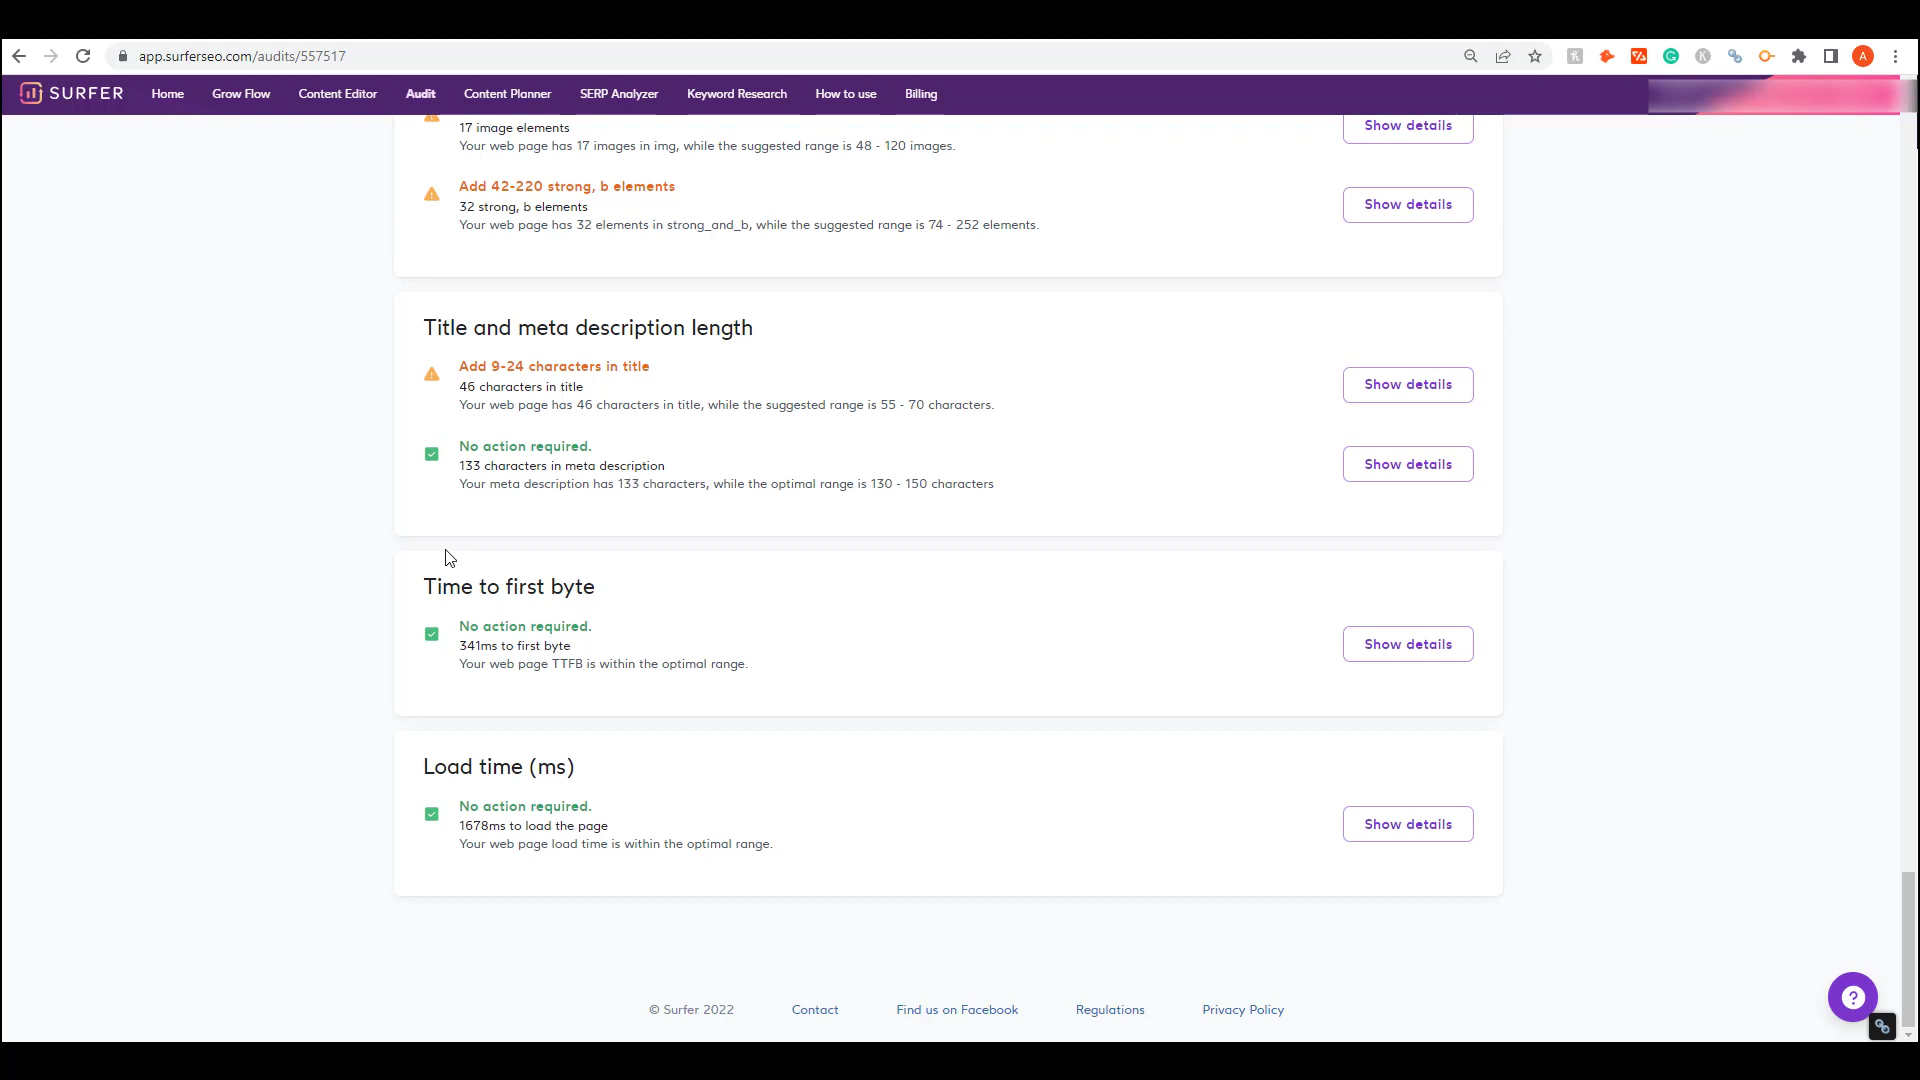 app.surferseo.com/audits/557517
SURFER
Home
Grow Flow
Content Editor
Audit
Content Planner
SERP Analyzer
Keyword Research
How to use
Billing
17 image elements
Your web page has 17 images in img, while the suggested range is 48 - 120 images.
Show details
Add 42-220 strong, b elements
32 strong, b elements
Your web page has 32 elements in strong_and_b, while the suggested range is 74 - 252 elements.
Show details
Title and meta description length
Add 9-24 characters in title
46 characters in title
Your web page has 46 characters in title, while the suggested range is 55 - 70 characters.
Show details
No action required.
133 characters in meta description
Your meta description has 133 characters, while the optimal range is 130 - 150 characters
Show details
Time to first byte
No action required.
341ms to first byte
Your web page TTFB is within the optimal range.
Show details
Load time (ms)
No action required.
1678ms to load the page
Your web page load time is within the optimal range.
Show details
© Surfer 2022
Contact
Find us on Facebook
Regulations
Privacy Policy